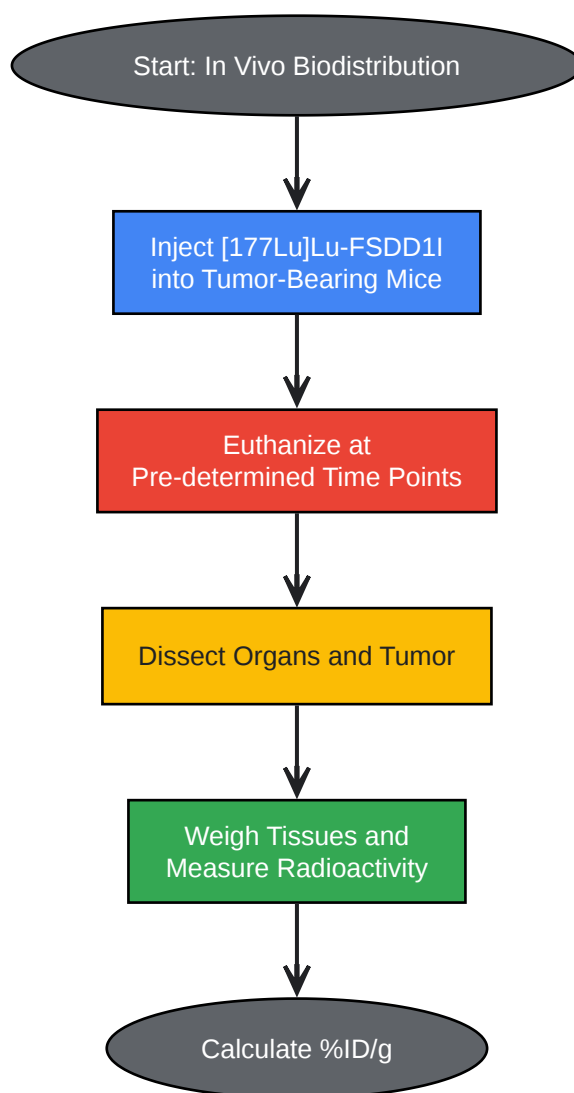 Start: In Vivo Biodistribution
Inject [177Lu]Lu-FSDD1I
into Tumor-Bearing Mice
Euthanize at
Pre-determined Time Points
Dissect Organs and Tumor
Weigh Tissues and
Measure Radioactivity
Calculate %ID/g